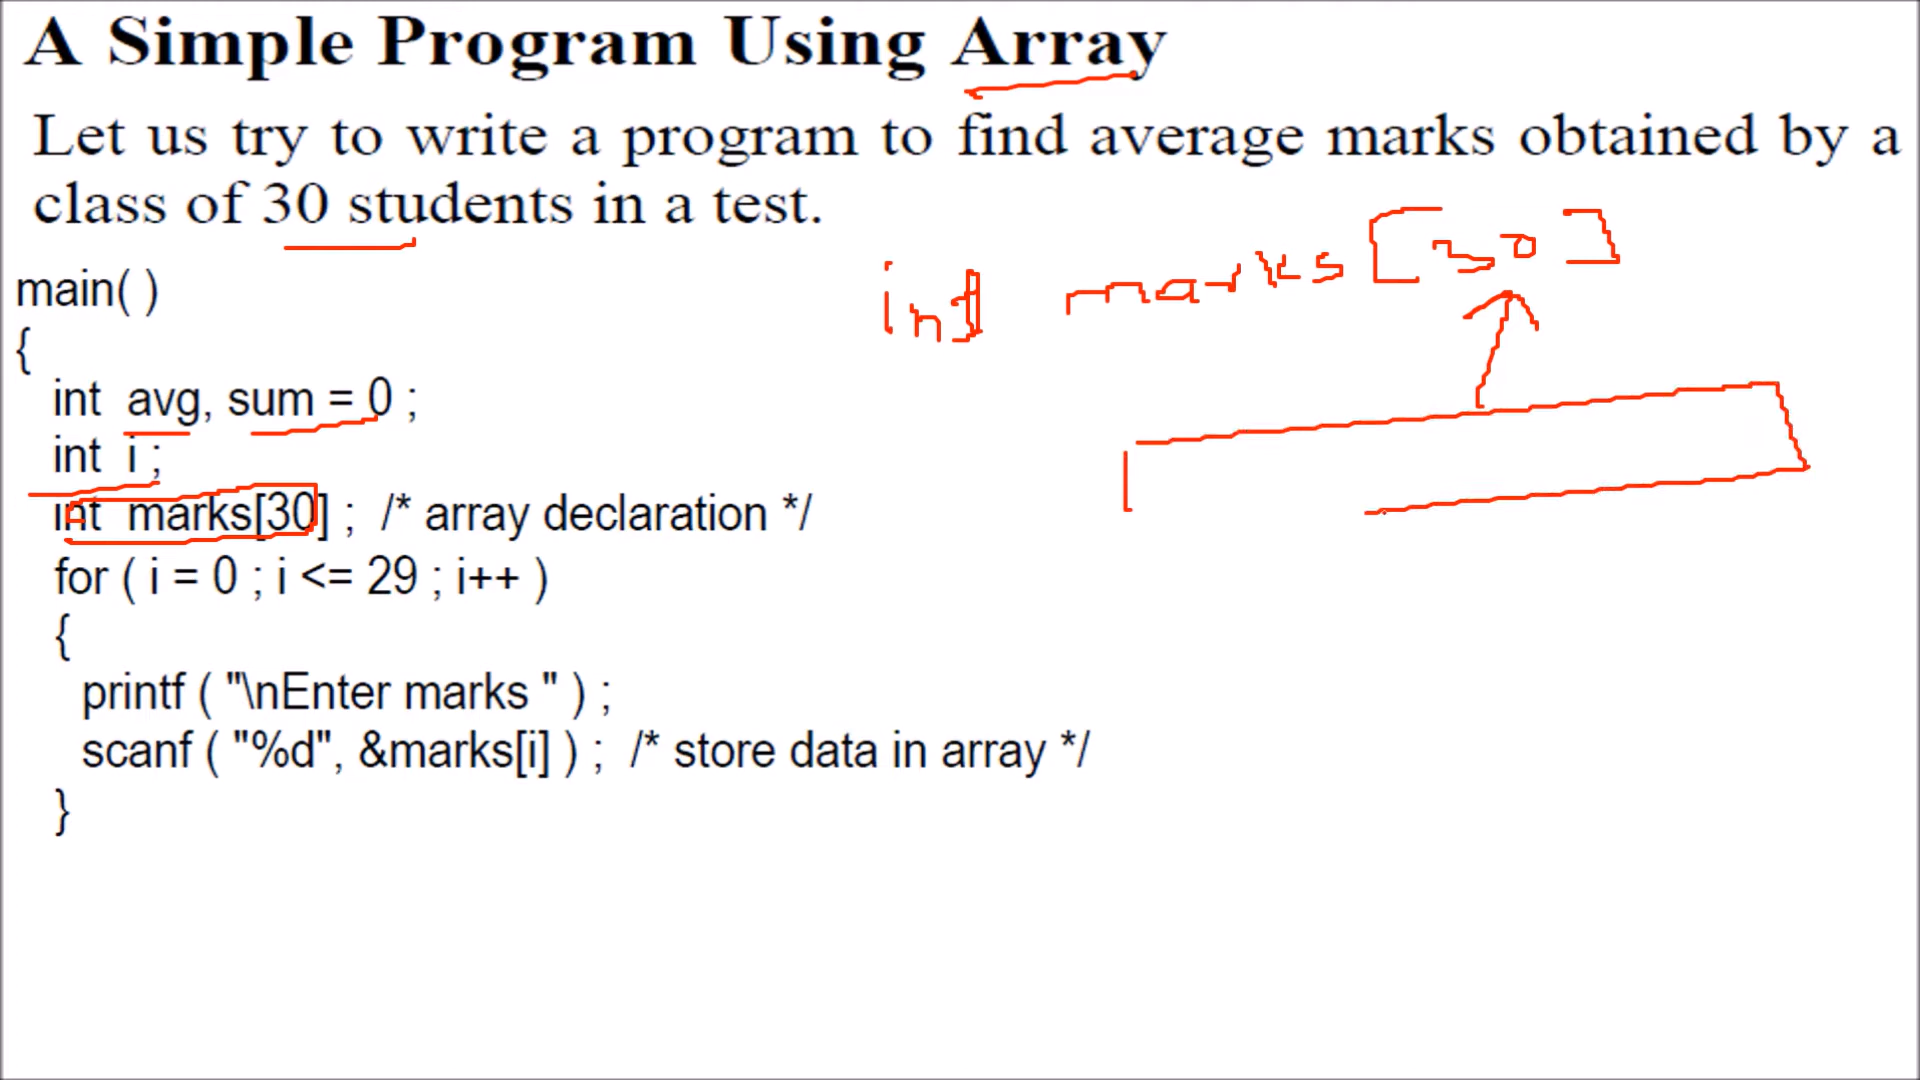 A Simple Program Using Array
Let us try to write a program to find average marks obtained by a
class of 30 students in a test.
int marks[30]
main( )
{
int avg, sum = 0 ;
int i ;
int marks[30] ; /* array declaration */
for ( i = 0 ; i <= 29 ; i++ )
{
printf ( "\nEnter marks " ) ;
scanf ( "%d", &marks[i] ) ; /* store data in array */
}